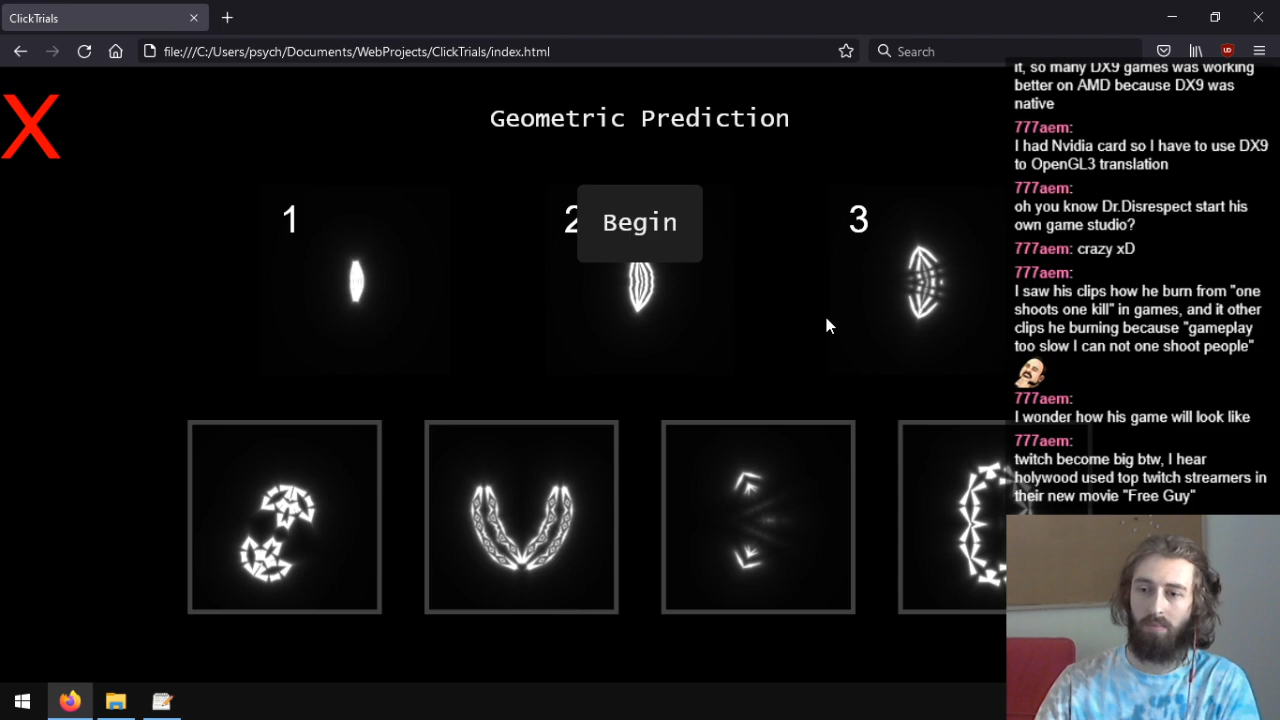 ClickTrials
file:///C:/Users/psych/Documents/WebProjects/ClickTrials/index.html
Search
X
Geometric Prediction
1
2
3
Begin
it, so many DX9 games was working
better on AMD because DX9 was
native
777aem:
I had Nvidia card so I have to use DX9
to OpenGL3 translation
777aem:
oh you know Dr.Disrespect start his
own game studio?
777aem: crazy xD
777aem:
I saw his clips how he burn from "one
shoots one kill" in games, and it other
clips he burning because "gameplay
too slow I can not one shoot people"
777aem:
I wonder how his game will look like
777aem:
twitch become big btw, I hear
holywood used top twitch streamers in
their new movie "Free Guy"